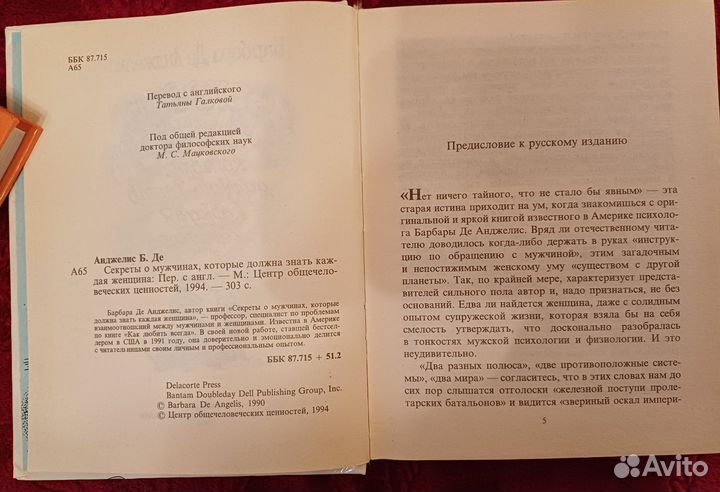 ББК 87.715
А65
Перевод с английского
Татьяны Галковой
Под общей редакцией
доктора философских наук
М. С. Мацковского
Анджелис Б. Де
А65 Секреты о мужчинах, которые должна знать каж-
дая женщина: Пер. с англ. — М.: Центр общечело-
веческих ценностей, 1994. — 303 с.
Барбара Де Анджелис, автор книги «Секреты о мужчинах, которые
должна знать каждая женщина», — профессор, специалист по проблемам
взаимоотношений между мужчинами и женщинами. Известна в Америке
по книге «Как любить всегда». В своей новой работе, ставшей бестсел-
лером в США в 1991 году, она доверительно и эмоционально делится
с читательницами своим личным и профессиональным опытом.
ББК 87.715 + 51.2
Delacorte Press
Bantam Doubleday Dell Publishing Group, Inc.
© Barbara De Angelis, 1990
© Центр общечеловеческих ценностей, 1994
Предисловие к русскому изданию
«Нет ничего тайного, что не стало бы явным» — эта
старая истина приходит на ум, когда знакомишься с ори-
гинальной и яркой книгой известного в Америке психоло-
га Барбары Де Анджелис. Вряд ли отечественному чита-
телю доводилось когда-либо держать в руках «инструк-
цию по обращению с мужчиной», этим загадочным
и непостижимым женскому уму «существом с другой
планеты». Так, по крайней мере, характеризует предста-
вителей сильного пола автор и, надо признаться, не без
оснований. Едва ли найдется женщина, даже с солидным
опытом супружеской жизни, которая взяла бы на себя
смелость утверждать, что досконально разобралась
в тонкостях мужской психологии и физиологии. И это
неудивительно.
«Два разных полюса», «две противоположные систе-
мы», «два мира» — согласитесь, что в этих словах нам до
сих пор слышатся отголоски «железной поступи проле-
тарских батальонов» и видится «звериный оскал импери-
5
Avito